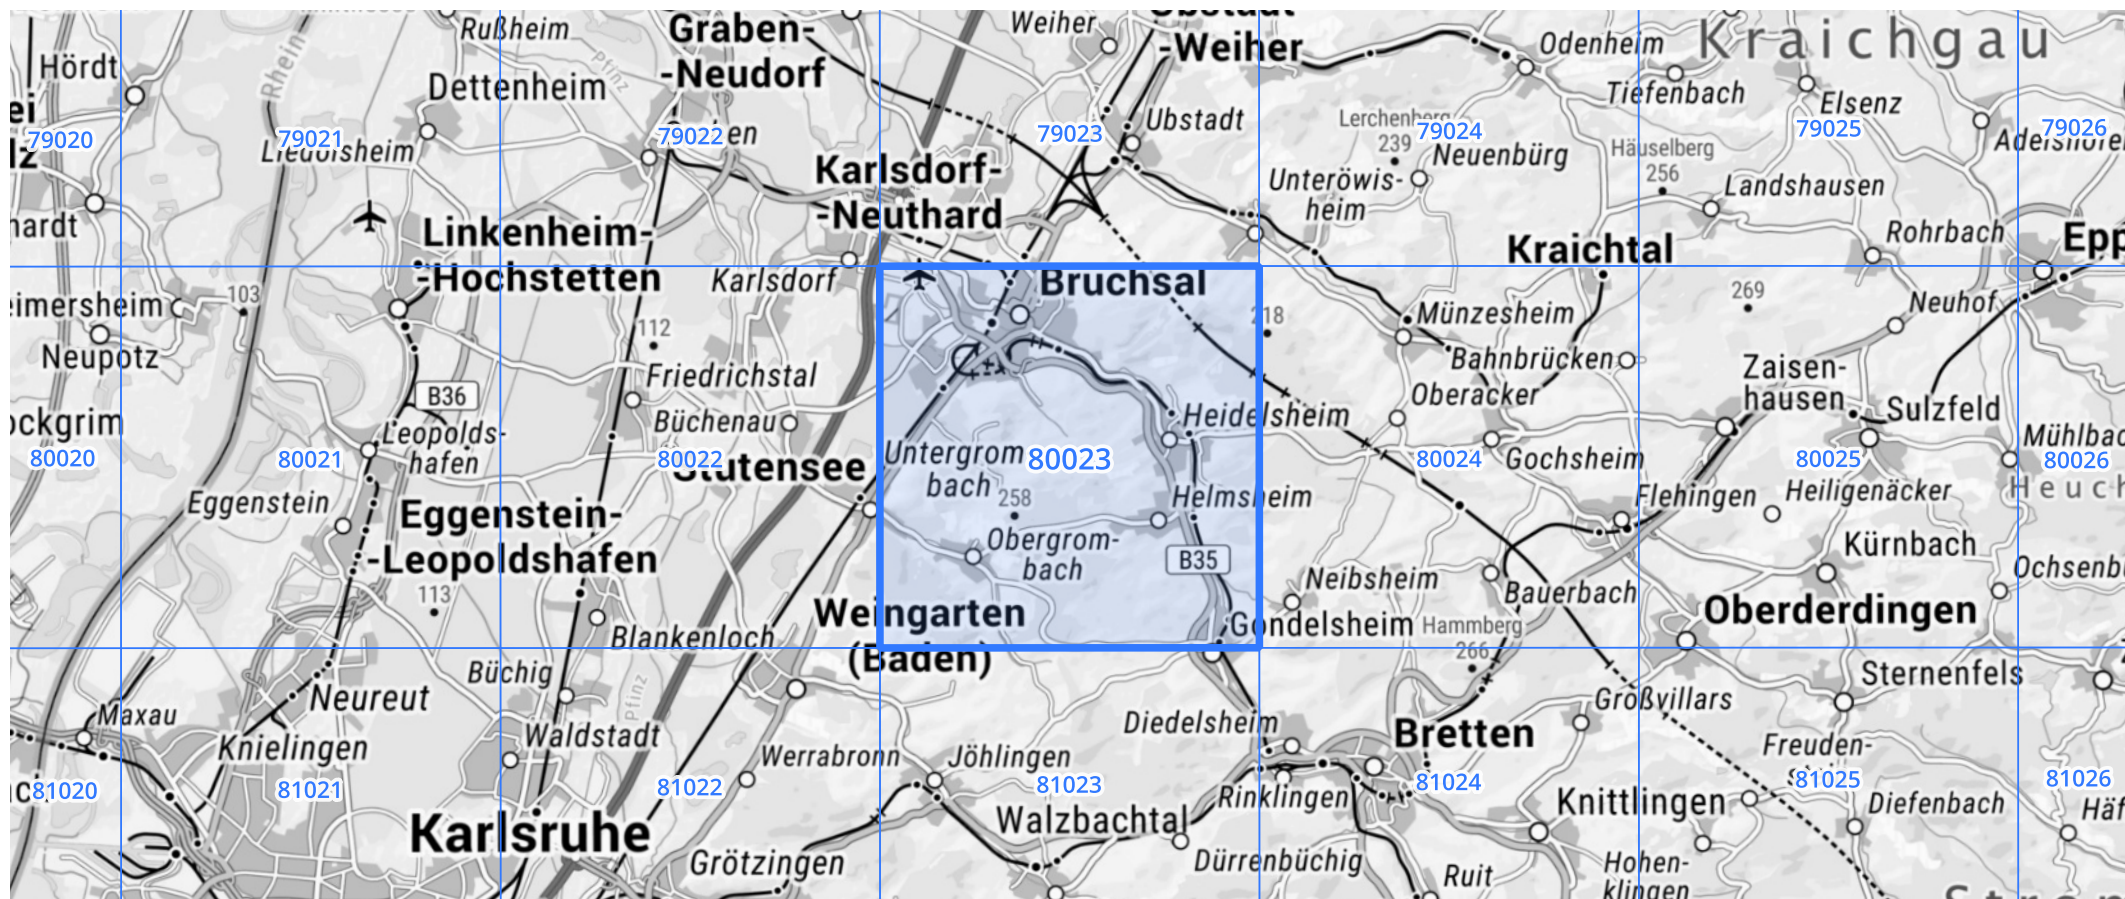 Rußheim
Graben-
-Neudorf
Weiher
-Weiher
Odenheim
Kraichgau
Hördt
Rhein
Dettenheim
Pfinz
Tiefenbach
Elsenz
79020
79021
Liedolsheim
79022
79023
Ubstadt
Lerchenberg
239
79024
Neuenbürg
Häuselberg
256
79025
79026
Karlsdorf-
-Neuthard
Unteröwis-
heim
Landshausen
Linkenheim-
-Hochstetten
Kraichtal
Rohrbach
Karlsdorf
Bruchsal
103
112
218
Münzesheim
269
Neuhof
Neupotz
Friedrichstal
Bahnbrücken
Zaisen-
hausen
B36
Büchenau
Heidelsheim
Oberacker
Sulzfeld
Leopolds-
hafen
80020
80021
80022
Stutensee
Untergrom
bach
80023
80024
Gochsheim
80025
80026
Eggenstein
258
Helmsheim
Flehingen
Heiligenäcker
Eggenstein-
-Leopoldshafen
Obergrom-
bach
B35
Kürnbach
113
Neibsheim
Bauerbach
Blankenloch
Weingarten
(Baden)
Gondelsheim
Hammberg
266
Oberderdingen
Büchig
Sternenfels
Neureut
Pfinz
Maxau
Knielingen
Waldstadt
Werrabronn
Jöhlingen
Diedelsheim
Bretten
Großvillars
Freuden-
81020
81021
81022
81023
81024
81025
81026
Rinklingen
Knittlingen
Diefenbach
Karlsruhe
Walzbachtal
Grötzingen
Dürrenbüchig
Ruit
Hohen-
klingen